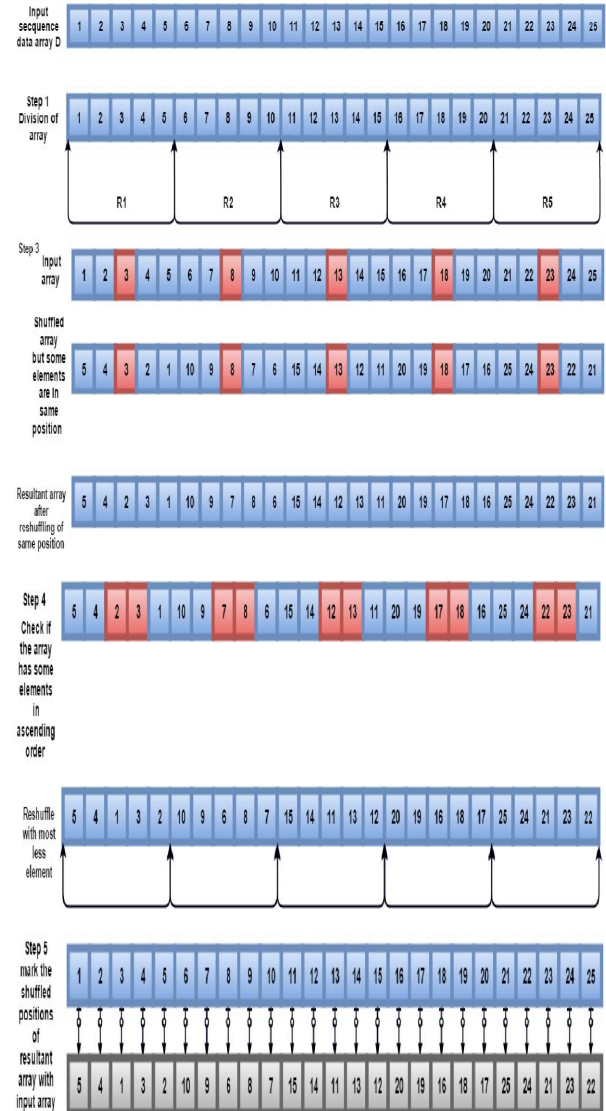 Input
secquence
data array D
1 2 3 4 5 6 7 8 9 10 11 12 13 14 15 16 17 18 19 20 21 22 23 24 25
Step 1
Division of
array
1 2 3 4 5 6 7 8 9 10 11 12 13 14 15 16 17 18 19 20 21 22 23 24 25
R1 R2 R3 R4 R5
Step 3
Input
array
1 2 3 4 5 6 7 8 9 10 11 12 13 14 15 16 17 18 19 20 21 22 23 24 25
Shuffled
array
but some
elements
are in
same
position
5 4 3 2 1 10 9 8 7 6 15 14 13 12 11 20 19 18 17 16 25 24 23 22 21
Resultant array
after
reshuffling of
same position
5 4 2 3 1 10 9 7 8 6 15 14 12 13 11 20 19 17 18 16 25 24 22 23 21
Step 4
Check if
the array
has some
elements
in
ascending
order
5 4 2 3 1 10 9 7 8 6 15 14 12 13 11 20 19 17 18 16 25 24 22 23 21
Reshuffle
with most
less
element
5 4 1 3 2 10 9 6 8 7 15 14 11 13 12 20 19 16 18 17 25 24 21 23 22
Step 5
mark the
shuffled
positions
of
resultant
array with
input array
1 2 3 4 5 6 7 8 9 10 11 12 13 14 15 16 17 18 19 20 21 22 23 24 25
5 4 1 3 2 10 9 6 8 7 15 14 11 13 12 20 19 16 18 17 25 24 21 23 22